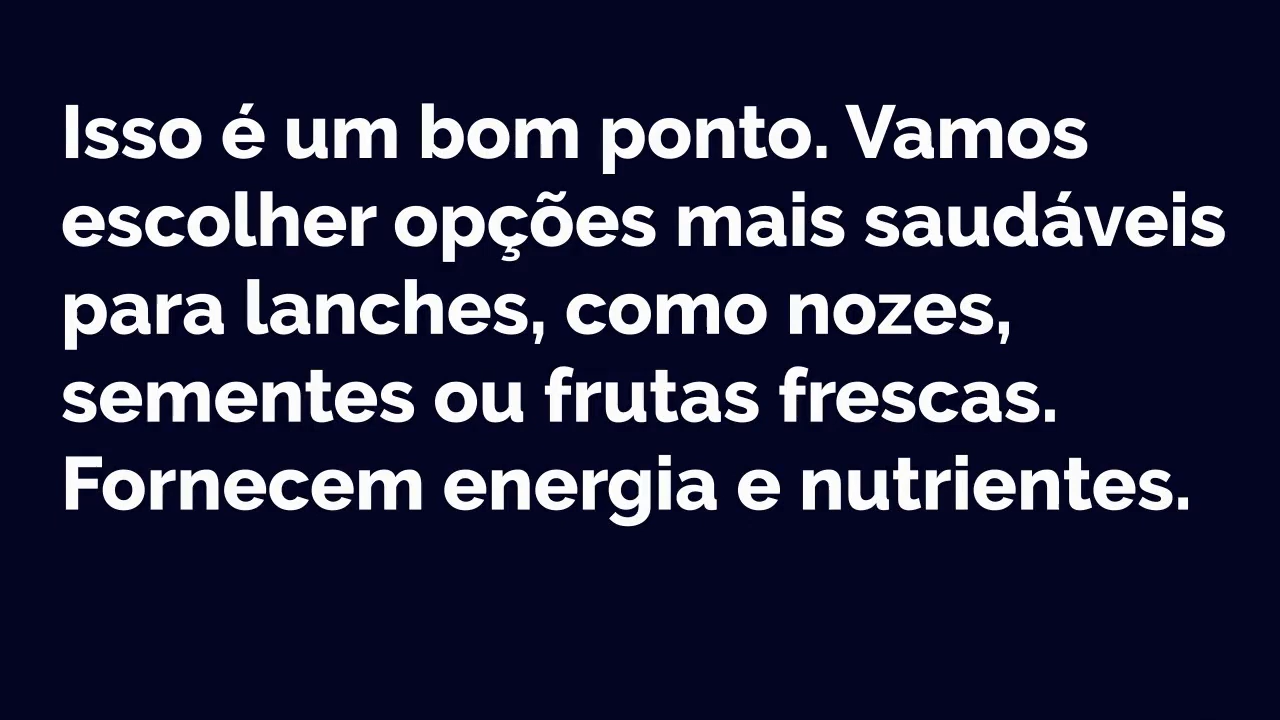 Isso é um bom ponto. Vamos
escolher opções mais saudáveis
para lanches, como nozes,
sementes ou frutas frescas.
Fornecem energia e nutrientes.